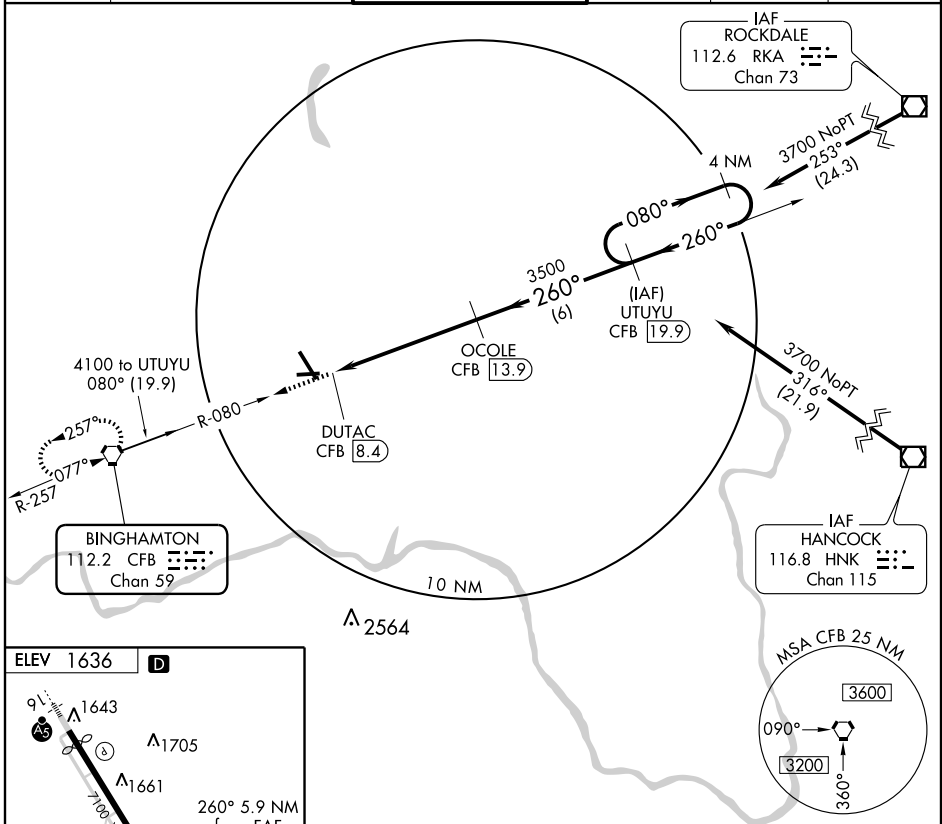 IAF
ROCKDALE
112.6 RKA
Chan 73
3700 NoPT
253°
(24.3)
4 NM
080°
260°
3500
260°
(6)
(IAF)
UTUYU
CFB 19.9
OCOLE
CFB 13.9
4100 to UTUYU
080° (19.9)
R-080
DUTAC
CFB 8.4
257°
077°
R-257
3700 NoPT
316°
(21.9)
BINGHAMTON
112.2 CFB
Chan 59
IAF
HANCOCK
116.8 HNK
Chan 115
10 NM
2564
MSA CFB 25 NM
3600
090°
3200
360°
ELEV 1636 D
16
A5
1643
P
1705
1661
7100
260° 5.9 NM